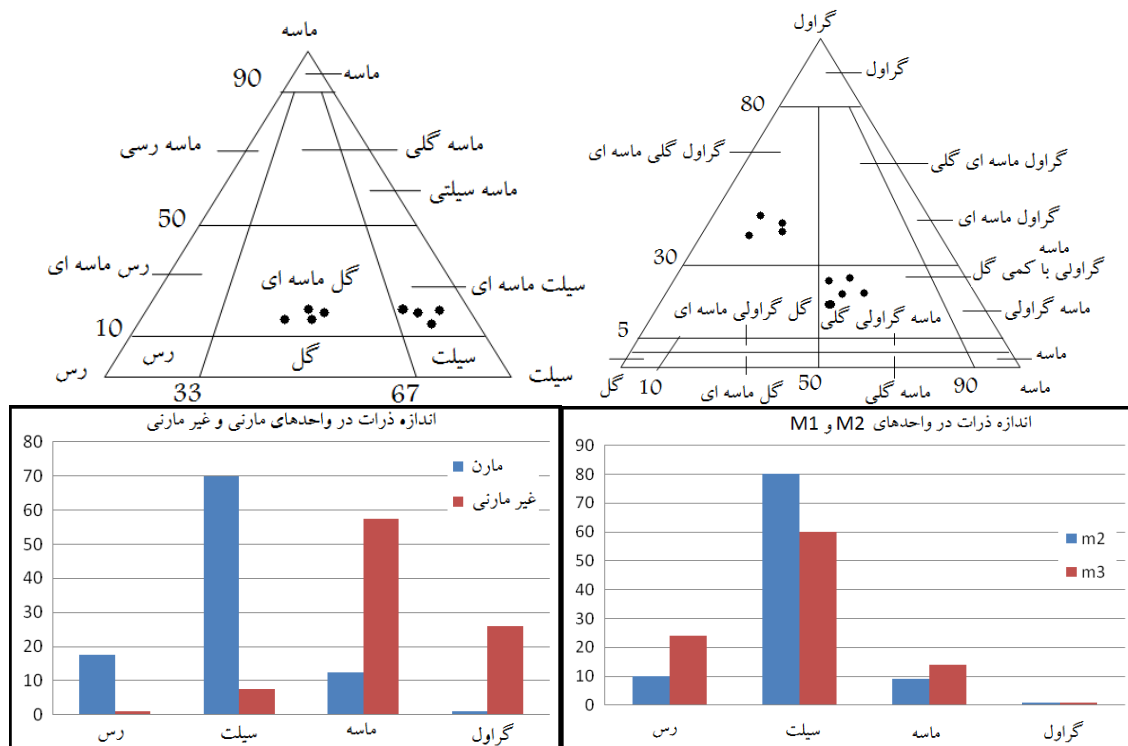 ماسه
90
ماسه
ماسه رسی
ماسه گلی
ماسه سیلتی
50
رس ماسه ای
گل ماسه ای
سیلت ماسه ای
10
رس
گل
سیلت
رس
33
67
سیلت
گراول
گراول
80
گراول گلی ماسه ای
گراول ماسه ای گلی
گراول ماسه ای
30
ماسه
گراولی با کمی گل
ماسه گراولی
گل گراولی ماسه ای
ماسه گراولی گلی
5
ماسه
گل
10
گل ماسه ای
50
ماسه گلی
90
ماسه
اندازه ذرات در واحدهای مارنی و غیر مارنی
80
70
60
50
40
30
20
10
0
مارن
غیر مارنی
رس
سیلت
ماسه
گراول
اندازه ذرات در واحدهای M2 و M1
90
80
70
60
50
40
30
20
10
0
m2
m3
رس
سیلت
ماسه
گراول